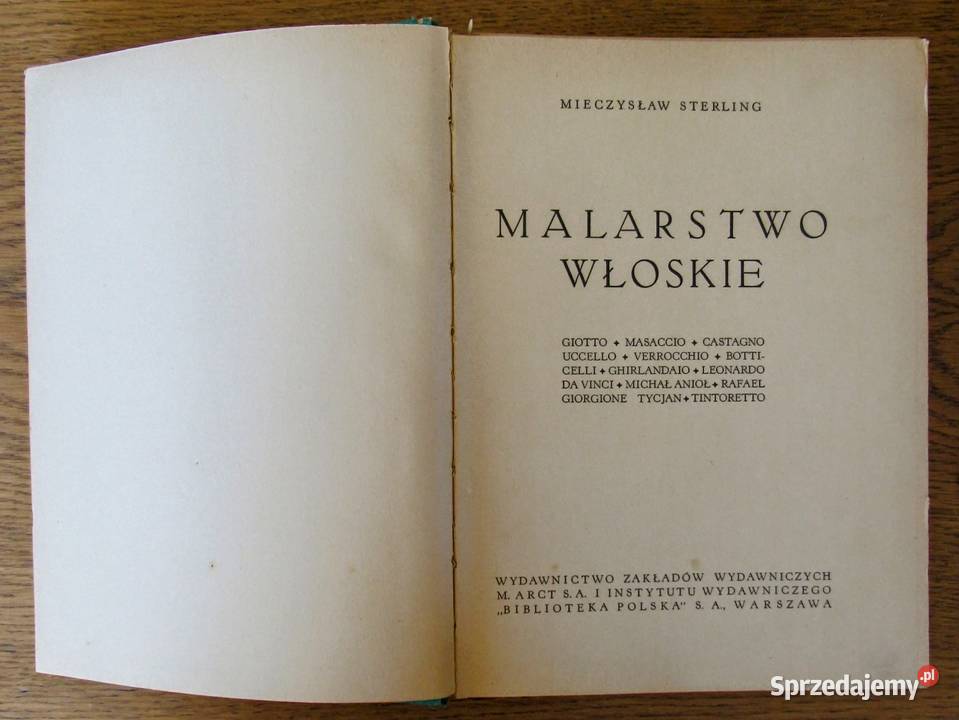 MIECZYSŁAW STERLING
MALARSTWO
WŁOSKIE
GIOTTO ✦ MASACCIO ✦ CASTAGNO
UCCELLO ✦ VERROCCHIO ✦ BOTTI-
CELLI ✦ GHIRLANDAIO ✦ LEONARDO
DA VINCI ✦ MICHAŁ ANIOŁ ✦ RAFAEL
GIORGIONE TYCJAN ✦ TINTORETTO
WYDAWNICTWO ZAKŁADÓW WYDAWNICZYCH
M. ARCT S.A. I INSTYTUTU WYDAWNICZEGO
„BIBLIOTEKA POLSKA" S. A., WARSZAWA
Sprzedajemy.pl